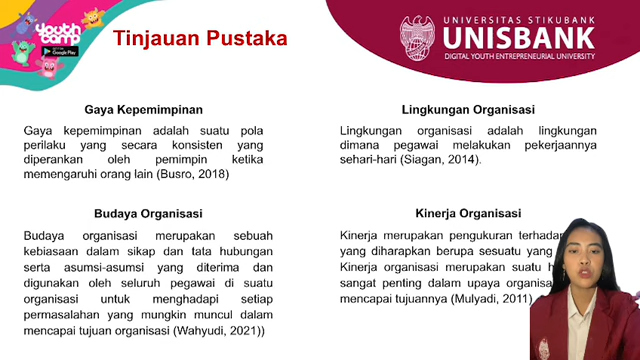 youth camp
Google Play
Tinjauan Pustaka
UNIVERSITAS STIKUBANK
UNISBANK
DIGITAL YOUTH ENTREPRENEURIAL UNIVERSITY
Gaya Kepemimpinan
Gaya kepemimpinan adalah suatu pola
perilaku yang secara konsisten yang
diperankan oleh pemimpin ketika
memengaruhi orang lain (Busro, 2018)
Lingkungan Organisasi
Lingkungan organisasi adalah lingkungan
dimana pegawai melakukan pekerjaannya
sehari-hari (Siagan, 2014).
Budaya Organisasi
Budaya organisasi merupakan sebuah
kebiasaan dalam sikap dan tata hubungan
serta asumsi-asumsi yang diterima dan
digunakan oleh seluruh pegawai di suatu
organisasi untuk menghadapi setiap
permasalahan yang mungkin muncul dalam
mencapai tujuan organisasi (Wahyudi, 2021))
Kinerja Organisasi
Kinerja merupakan pengukuran terhadap
yang diharapkan berupa sesuatu yang
Kinerja organisasi merupakan suatu
sangat penting dalam upaya organisa
mencapai tujuannya (Mulyadi, 2011)